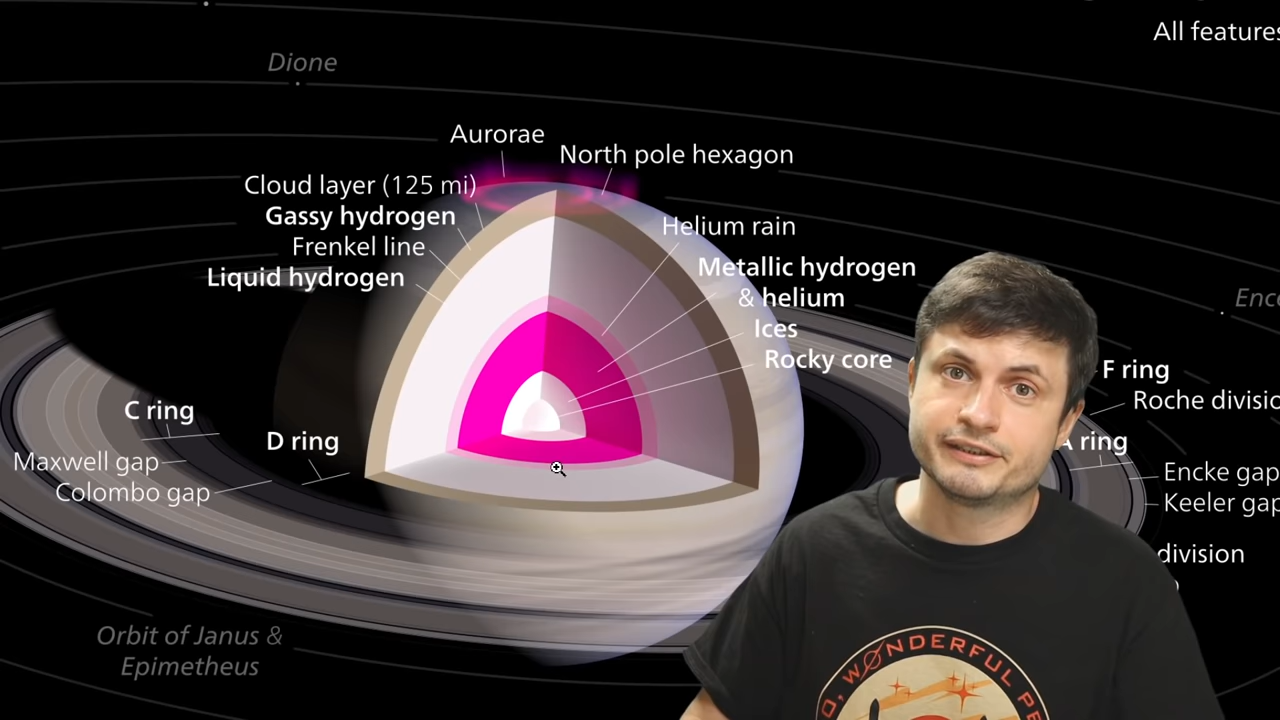 All features
Dione
Aurorae
North pole hexagon
Cloud layer (125 mi)
Gassy hydrogen
Frenkel line
Liquid hydrogen
Helium rain
Metallic hydrogen
& helium
Ices
Rocky core
C ring
D ring
Maxwell gap
Colombo gap
F ring
Roche
A ring
Encke gap
Keeler gap
division
Orbit of Janus &
Epimetheus
WONDERFUL